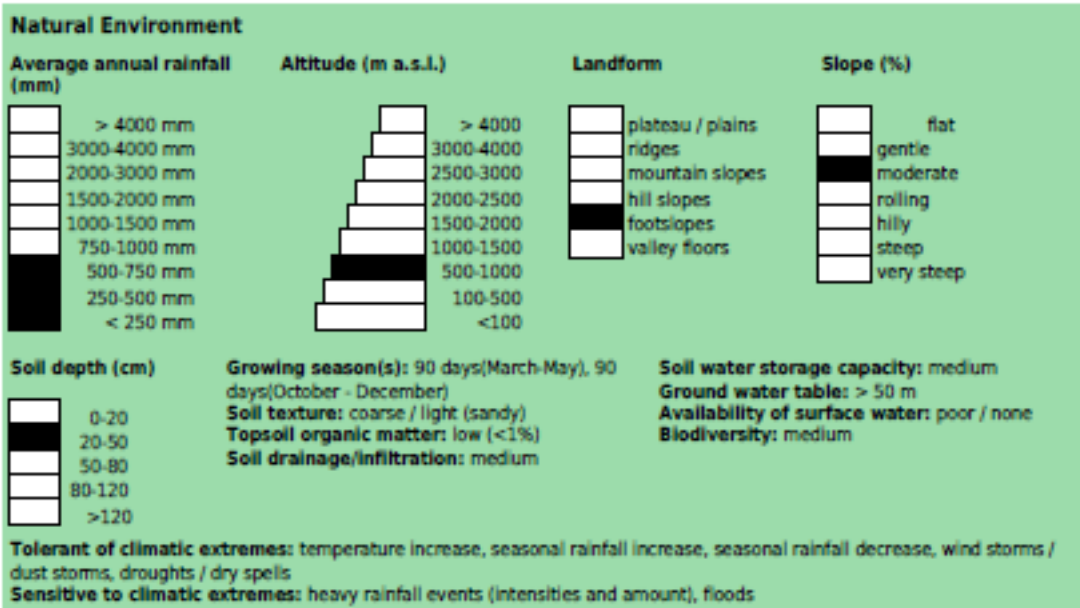 Natural Environment
Average annual rainfall
(mm)
> 4000 mm
3000-4000 mm
2000-3000 mm
1500-2000 mm
1000-1500 mm
750-1000 mm
500-750 mm
250-500 mm
< 250 mm
Altitude (m a.s.l.)
> 4000
3000-4000
2500-3000
2000-2500
1500-2000
1000-1500
500-1000
100-500
<100
Landform
plateau / plains
ridges
mountain slopes
hill slopes
footslopes
valley floors
Slope (%)
flat
gentle
moderate
rolling
hilly
steep
very steep
Soil depth (cm)
0-20
20-50
50-80
80-120
>120
Growing season(s): 90 days(March-May), 90
days(October - December)
Soil texture: coarse / light (sandy)
Topsoil organic matter: low (<1%)
Soil drainage/infiltration: medium
Soil water storage capacity: medium
Ground water table: > 50 m
Availability of surface water: poor / none
Biodiversity: medium
Tolerant of climatic extremes: temperature increase, seasonal rainfall increase, seasonal rainfall decrease, wind storms /
dust storms, droughts / dry spells
Sensitive to climatic extremes: heavy rainfall events (intensities and amount), floods